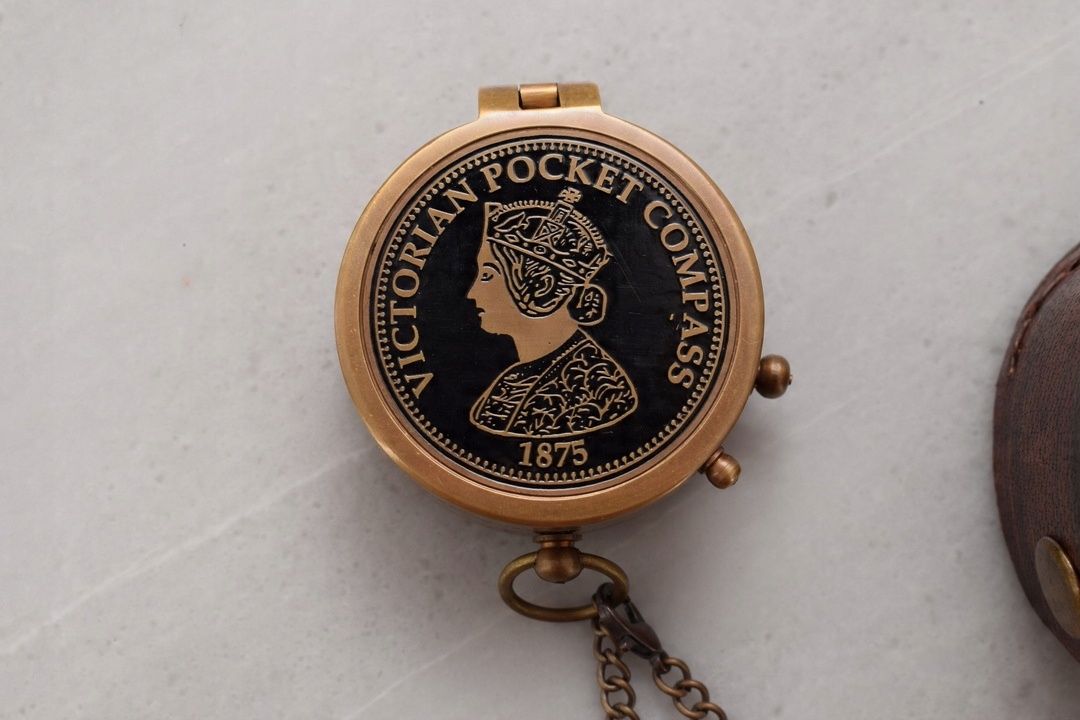 VICTORIAN POCKET COMPASS
1875